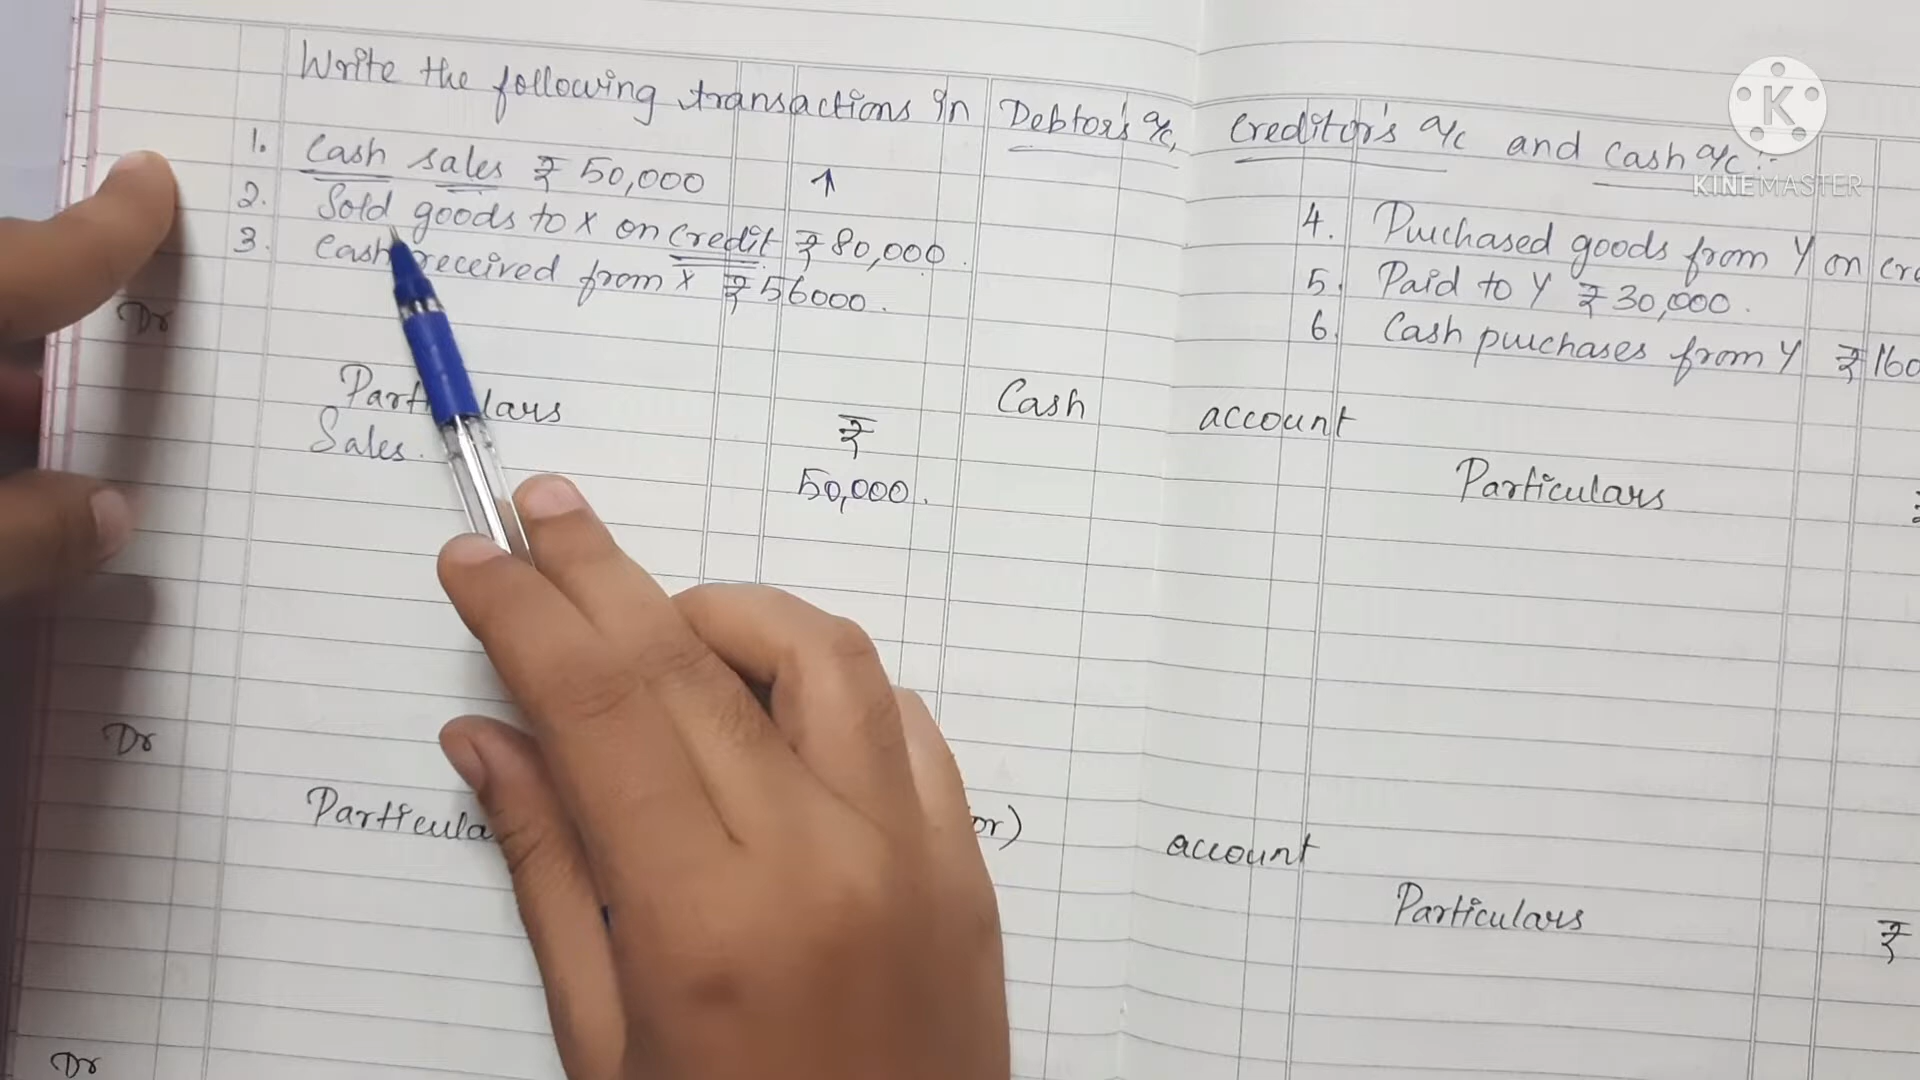 Write the following transactions in Debtor's a/c, Creditor's a/c and Cash a/c:-
1. Cash sales ₹ 50,000
2. Sold goods to X on credit ₹ 80,000.
3. Cash received from X ₹ 56000.
4. Purchased goods from Y on
5. Paid to Y ₹ 30,000.
6. Cash purchases from Y ₹ 160
K
KINEMASTER
Dr
Cash account
Particulars ₹ Particulars
Sales. 50,000.
Dr
account
Particulars ₹
Dr